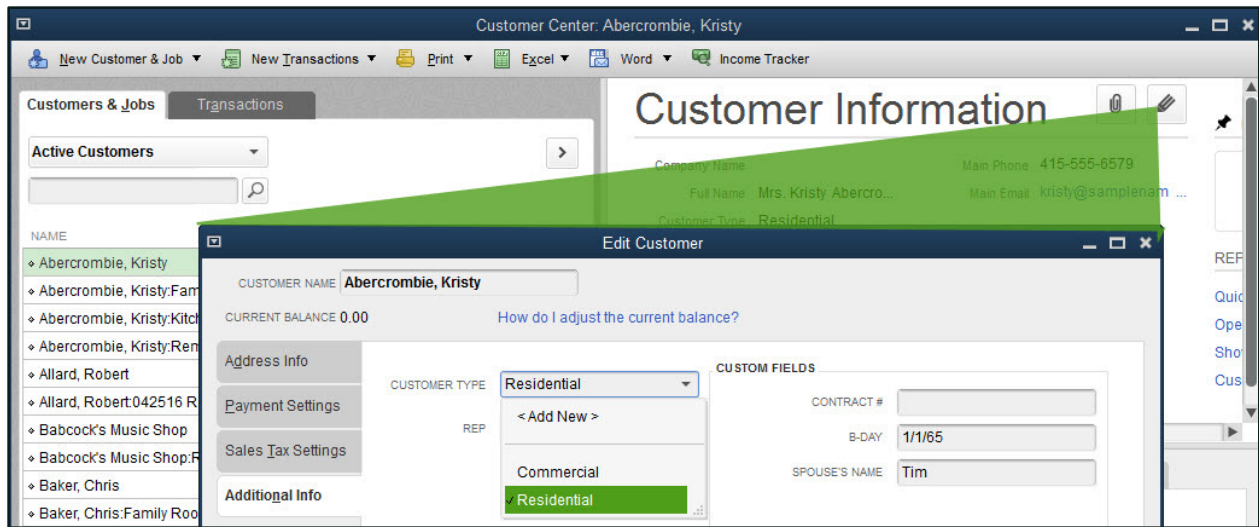 Customer Center: Abercrombie, Kristy
New Customer & Job New Transactions Print Excel Word Income Tracker
Customers & Jobs Transactions
Active Customers
NAME
Abercrombie, Kristy
Abercrombie, Kristy:Fam
Abercrombie, Kristy:Kitch
Abercrombie, Kristy:Rem
Allard, Robert
Allard, Robert:042516 R
Babcock's Music Shop
Babcock's Music Shop:R
Baker, Chris
Baker, Chris:Family Roo
Customer Information
Company Name
Main Phone 415-555-6579
Full Name Mrs. Kristy Abercro...
Main Email kristy@samplenam ...
Customer Type Residential
REF
Quic
Ope
Sho
Cus
Edit Customer
CUSTOMER NAME Abercrombie, Kristy
CURRENT BALANCE 0.00 How do I adjust the current balance?
Address Info
Payment Settings
Sales Tax Settings
Additional Info
CUSTOMER TYPE Residential
< Add New >
REP
Commercial
Residential
CUSTOM FIELDS
CONTRACT #
B-DAY 1/1/65
SPOUSE'S NAME Tim